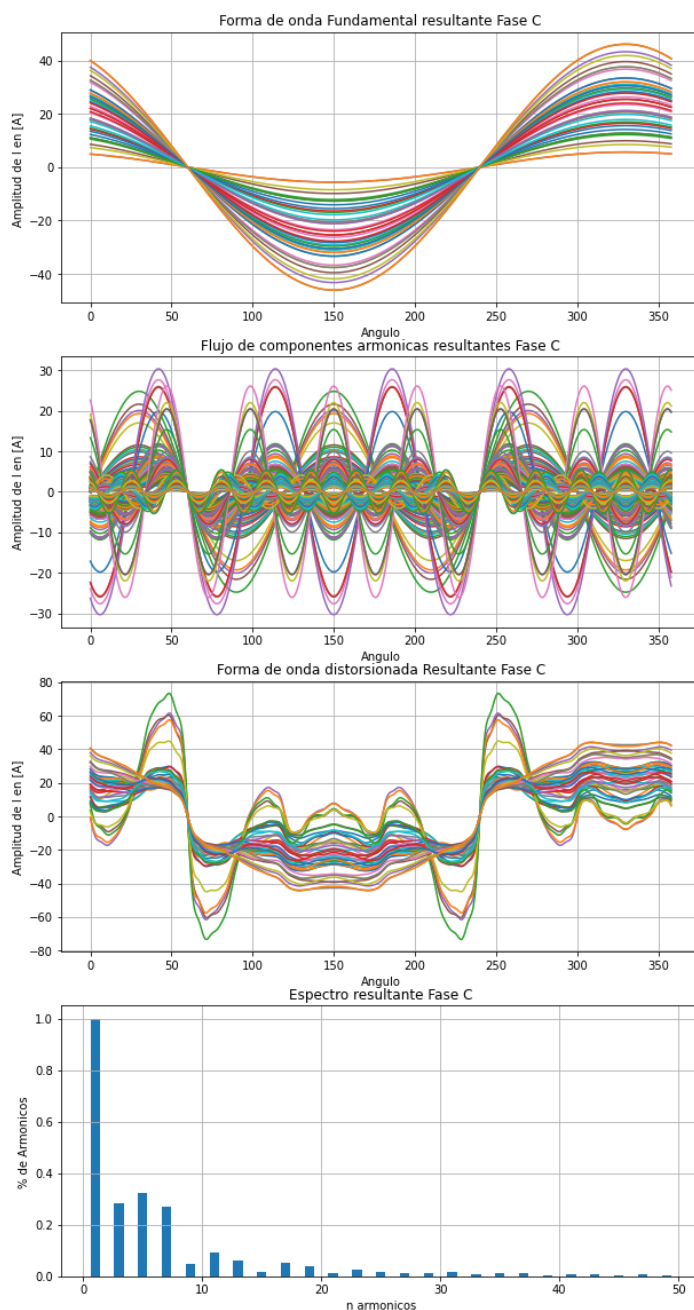 Forma de onda Fundamental resultante Fase C
40
20
0
−20
−40
Amplitud de I en [A]
0 50 100 150 200 250 300 350
Angulo
Flujo de componentes armonicas resultantes Fase C
30
20
10
0
−10
−20
−30
Amplitud de I en [A]
0 50 100 150 200 250 300 350
Angulo
Forma de onda distorsionada Resultante Fase C
80
60
40
20
0
−20
−40
−60
−80
Amplitud de I en [A]
0 50 100 150 200 250 300 350
Angulo
Espectro resultante Fase C
1.0
0.8
0.6
0.4
0.2
0.0
% de Armonicos
0 10 20 30 40 50
n armonicos